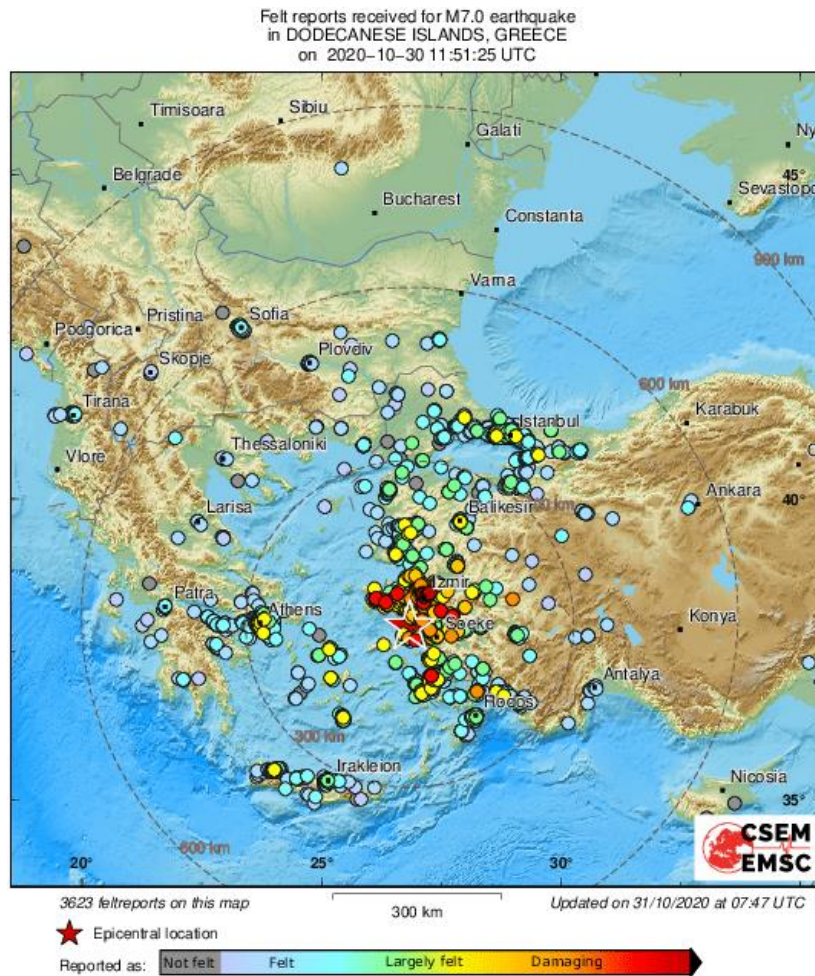 Felt reports received for M7.0 earthquake
in DODECANESE ISLANDS, GREECE
on 2020-10-30 11:51:25 UTC
Timisoara
Sibiu
Galati
Ny
Belgrade
45°
Bucharest
Sevastopo
Constanta
900 km
Varna
Pristina
Sofia
Podgorica
Plovdiv
Skopje
600 km
Tirana
Istanbul
Karabuk
Thessaloniki
Vlore
40°
Ankara
Larisa
Balikesir
Izmir
Patra
Athens
Soeke
Konya
Antalya
Rodos
300 km
Irakleion
Nicosia
35°
600 km
CSEM
EMSC
20°
25°
30°
3623 feltreports on this map
300 km
Updated on 31/10/2020 at 07:47 UTC
Epicentral location
Reported as:
Not felt
Felt
Largely felt
Damaging